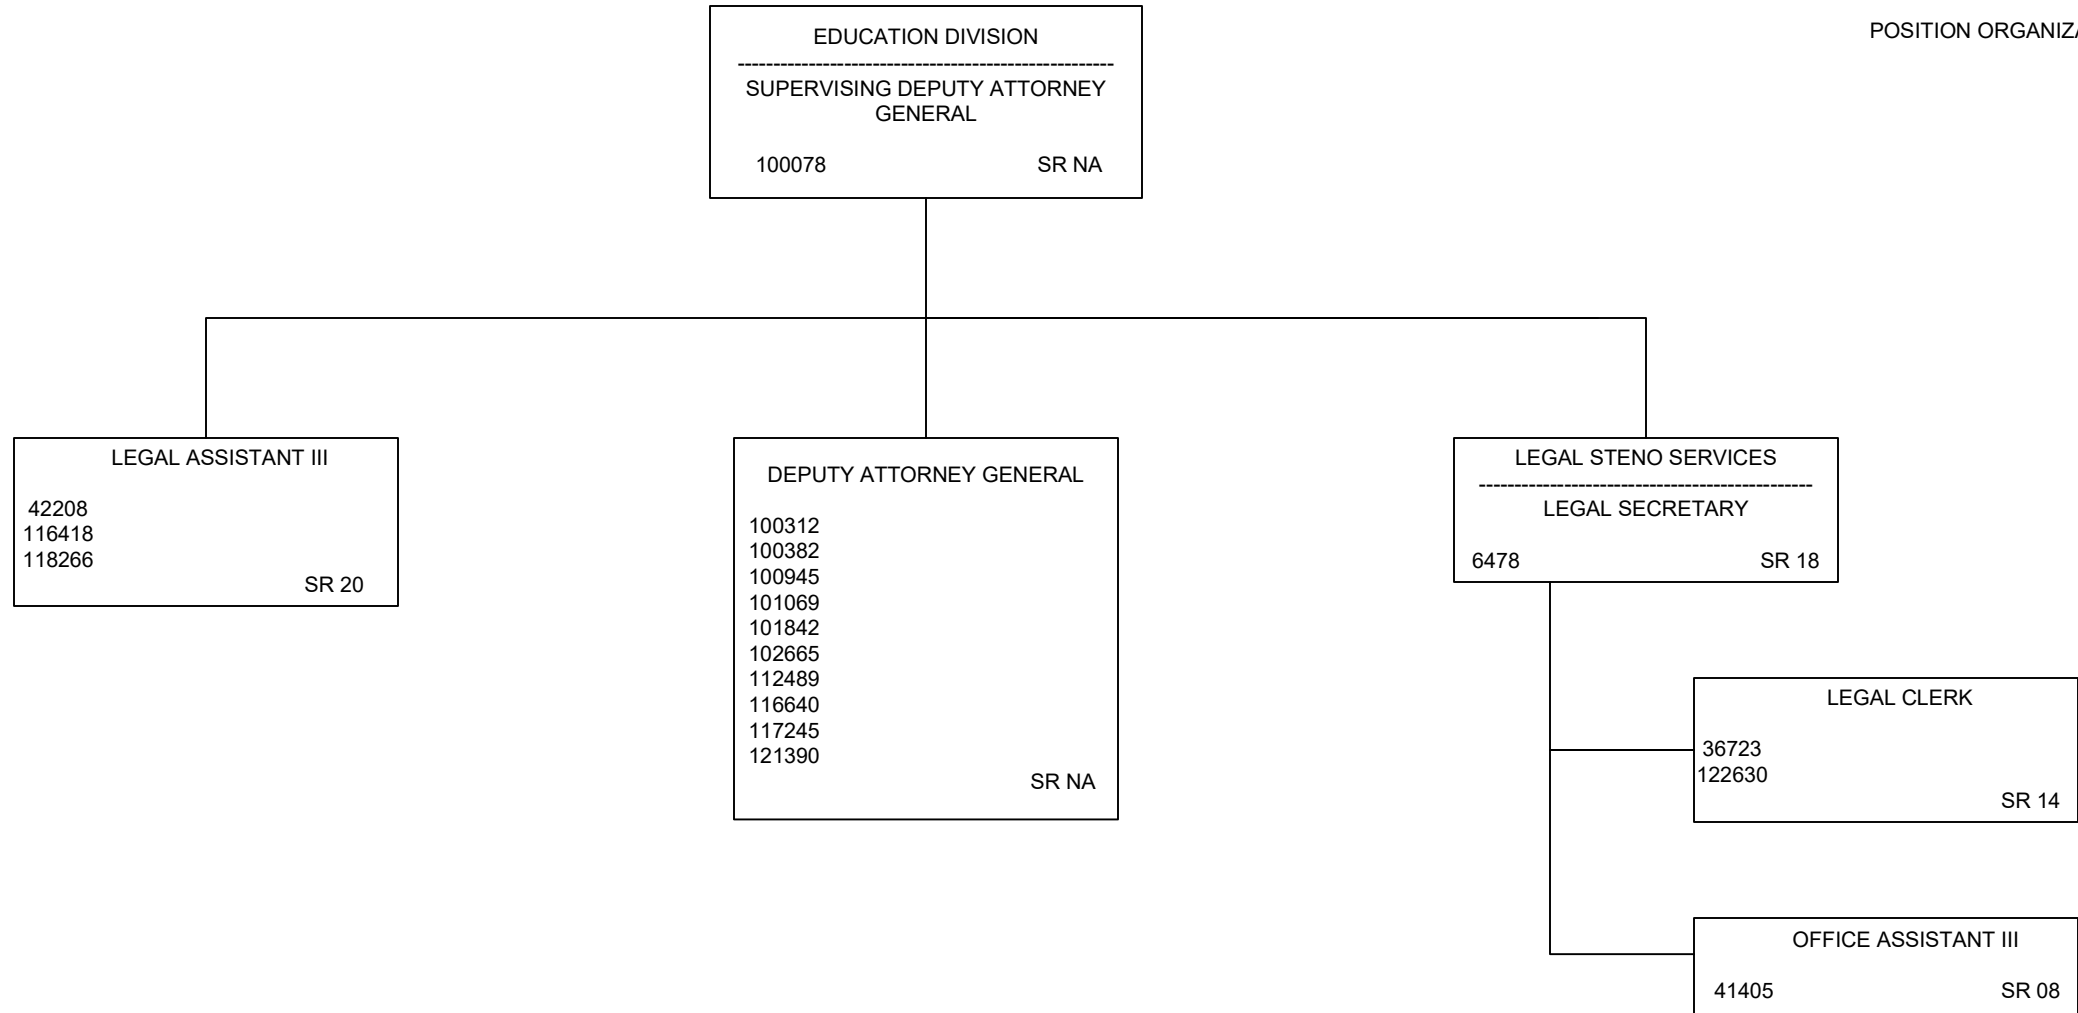 POSITION ORGANIZA
EDUCATION DIVISION
-----------------------------------------------------
SUPERVISING DEPUTY ATTORNEY
GENERAL
100078 SR NA
LEGAL ASSISTANT III
42208
116418
118266
SR 20
DEPUTY ATTORNEY GENERAL
100312
100382
100945
101069
101842
102665
112489
116640
117245
121390
SR NA
LEGAL STENO SERVICES
-----------------------------------------------
LEGAL SECRETARY
6478 SR 18
LEGAL CLERK
36723
122630
SR 14
OFFICE ASSISTANT III
41405 SR 08